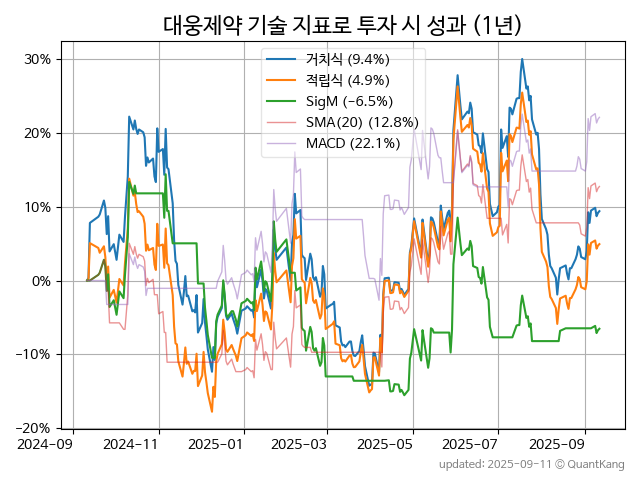 대웅제약 기술 지표로 투자 시 성과 (1년)
거치식 (9.4%)
적립식 (4.9%)
SigM (−6.5%)
SMA(20) (12.8%)
MACD (22.1%)
30%
20%
10%
0%
−10%
−20%
2024-09
2024-11
2025-01
2025-03
2025-05
2025-07
2025-09
updated: 2025-09-11 © QuantKang